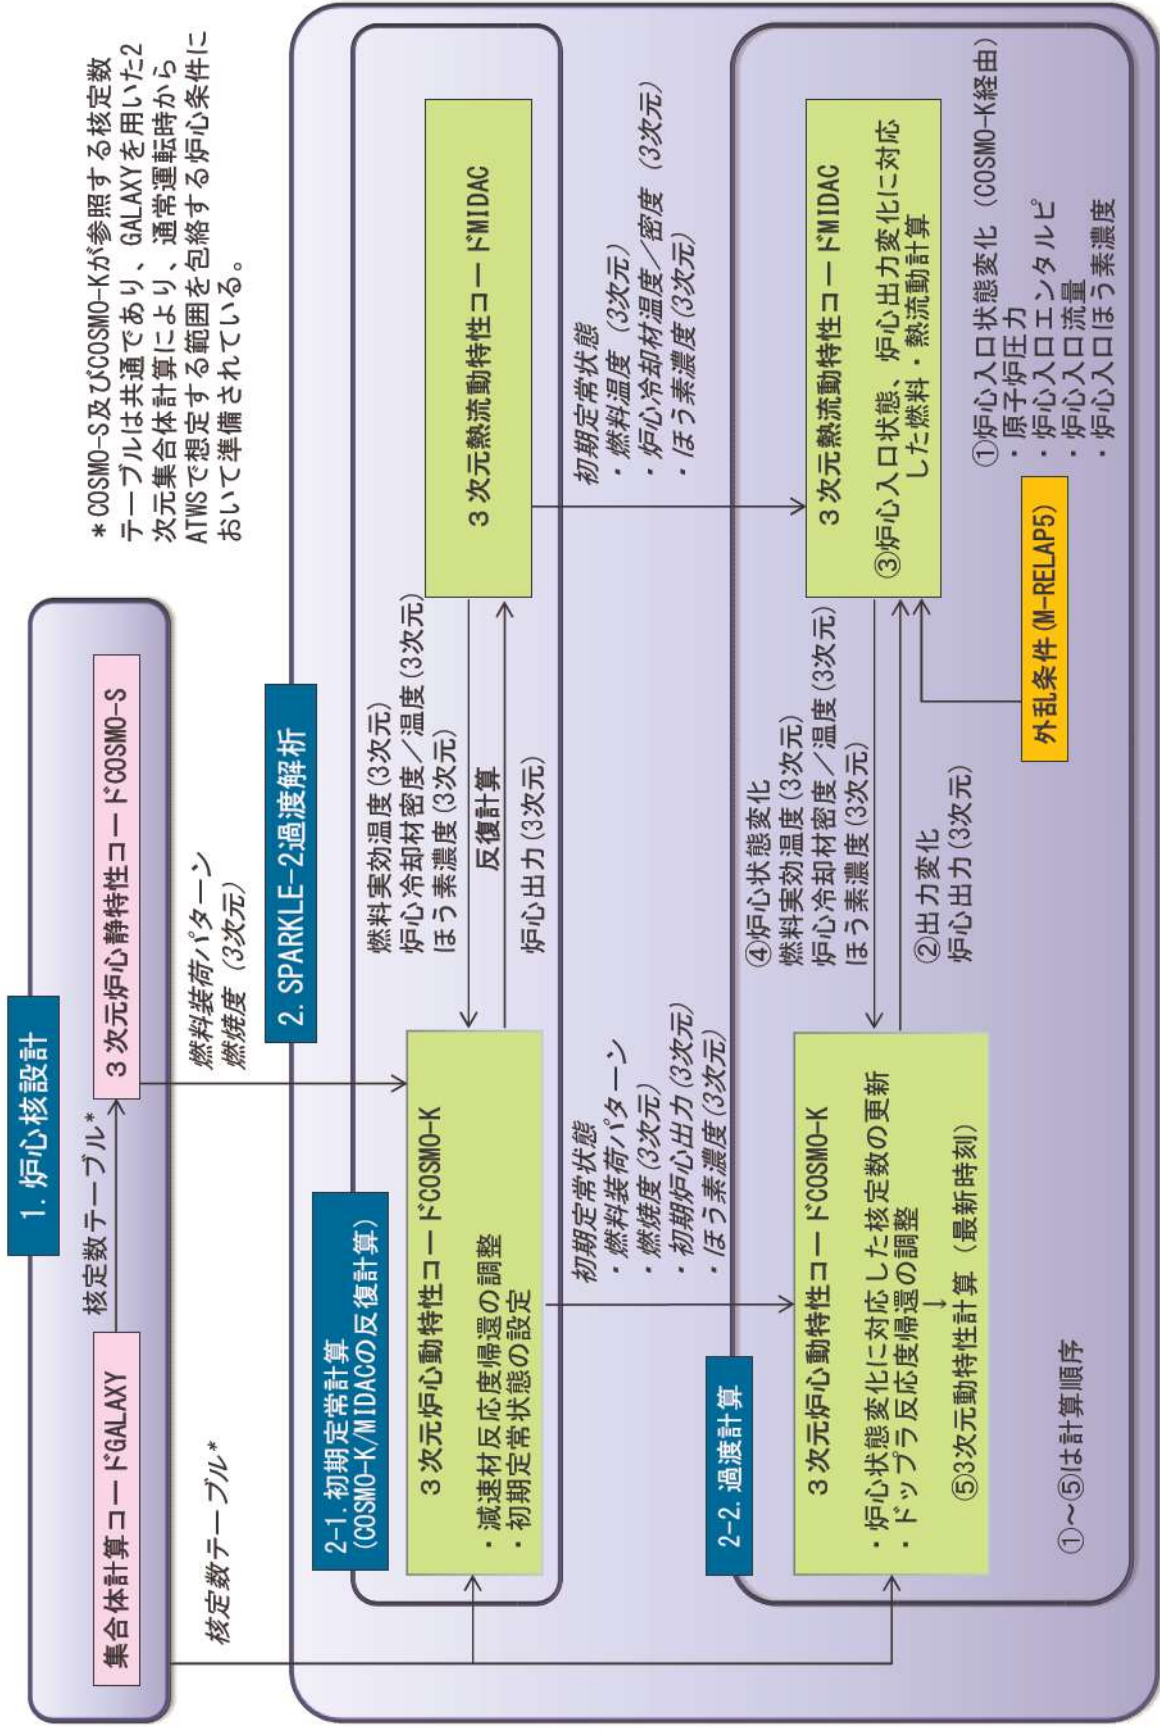 1. 炉心核設計
集合体計算コードGALAXY
核定数テーブル*
3次元炉心静特性コードCOSMO-S
*COSMO-S及びCOSMO-Kが参照する核定数
テーブルは共通であり、GALAXYを用いた2
次元集合体計算により、通常運転時から
ATWSで想定する範囲を包絡する炉心条件に
おいて準備されている。
核定数テーブル*
燃料装荷パターン
燃焼度 (3次元)
2. SPARKLE-2過渡解析
2-1. 初期定常計算
(COSMO-K/MIDACの反復計算)
3次元炉心動特性コードCOSMO-K
・減速材反応度帰還の調整
・初期定常状態の設定
燃料実効温度(3次元)
炉心冷却材密度/温度(3次元)
ほう素濃度(3次元)
反復計算
炉心出力(3次元)
3次元熱流動特性コードMIDAC
初期定常状態
・燃料装荷パターン
・燃焼度(3次元)
・初期炉心出力(3次元)
・ほう素濃度(3次元)
初期定常状態
・燃料温度 (3次元)
・炉心冷却材温度/密度 (3次元)
・ほう素濃度(3次元)
2-2. 過渡計算
3次元炉心動特性コードCOSMO-K
・炉心状態変化に対応した核定数の更新
・ドップラ反応度帰還の調整
↓
⑤3次元動特性計算 (最新時刻)
④炉心状態変化
燃料実効温度(3次元)
炉心冷却材密度/温度(3次元)
ほう素濃度(3次元)
②出力変化
炉心出力(3次元)
3次元熱流動特性コードMIDAC
③炉心入口状態、炉心出力変化に対応
した燃料・熱流動計算
外乱条件(M-RELAP5)
①炉心入口状態変化 (COSMO-K経由)
・原子炉圧力
・炉心入口エンタルピ
・炉心入口流量
・炉心入口ほう素濃度
①~⑤は計算順序